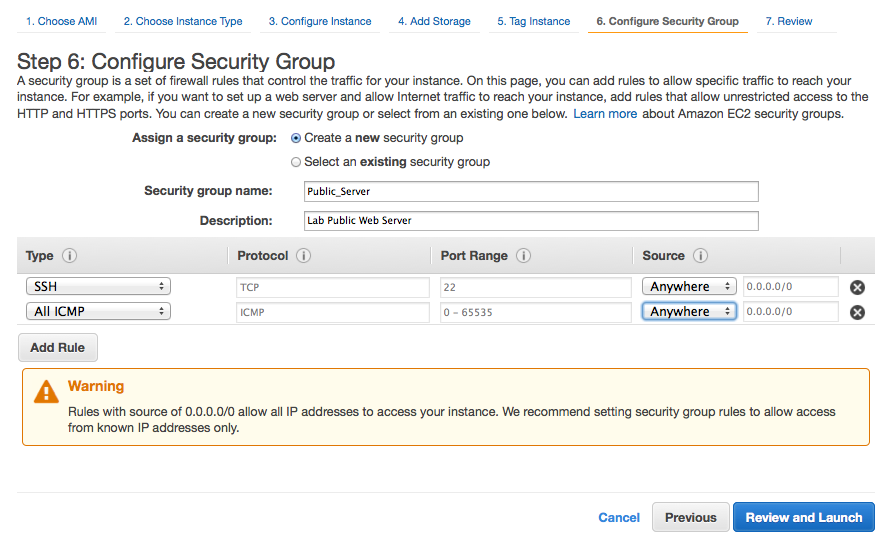 1. Choose AMI 2. Choose Instance Type 3. Configure Instance 4. Add Storage 5. Tag Instance 6. Configure Security Group 7. Review
Step 6: Configure Security Group
A security group is a set of firewall rules that control the traffic for your instance. On this page, you can add rules to allow specific traffic to reach your
instance. For example, if you want to set up a web server and allow Internet traffic to reach your instance, add rules that allow unrestricted access to the
HTTP and HTTPS ports. You can create a new security group or select from an existing one below. Learn more about Amazon EC2 security groups.
Assign a security group: Create a new security group
Select an existing security group
Security group name: Public_Server
Description: Lab Public Web Server
Type i Protocol i Port Range i Source i
SSH TCP 22 Anywhere 0.0.0.0/0
All ICMP ICMP 0 - 65535 Anywhere 0.0.0.0/0
Add Rule
Warning
Rules with source of 0.0.0.0/0 allow all IP addresses to access your instance. We recommend setting security group rules to allow access
from known IP addresses only.
Cancel Previous Review and Launch